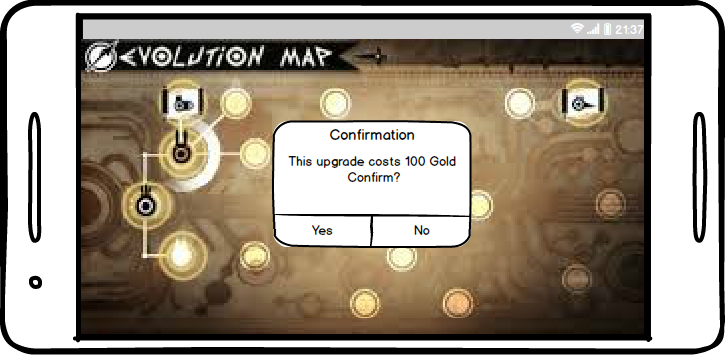 21:37
EVOLUTION MAP
Confirmation
This upgrade costs 100 Gold
Confirm?
Yes
No